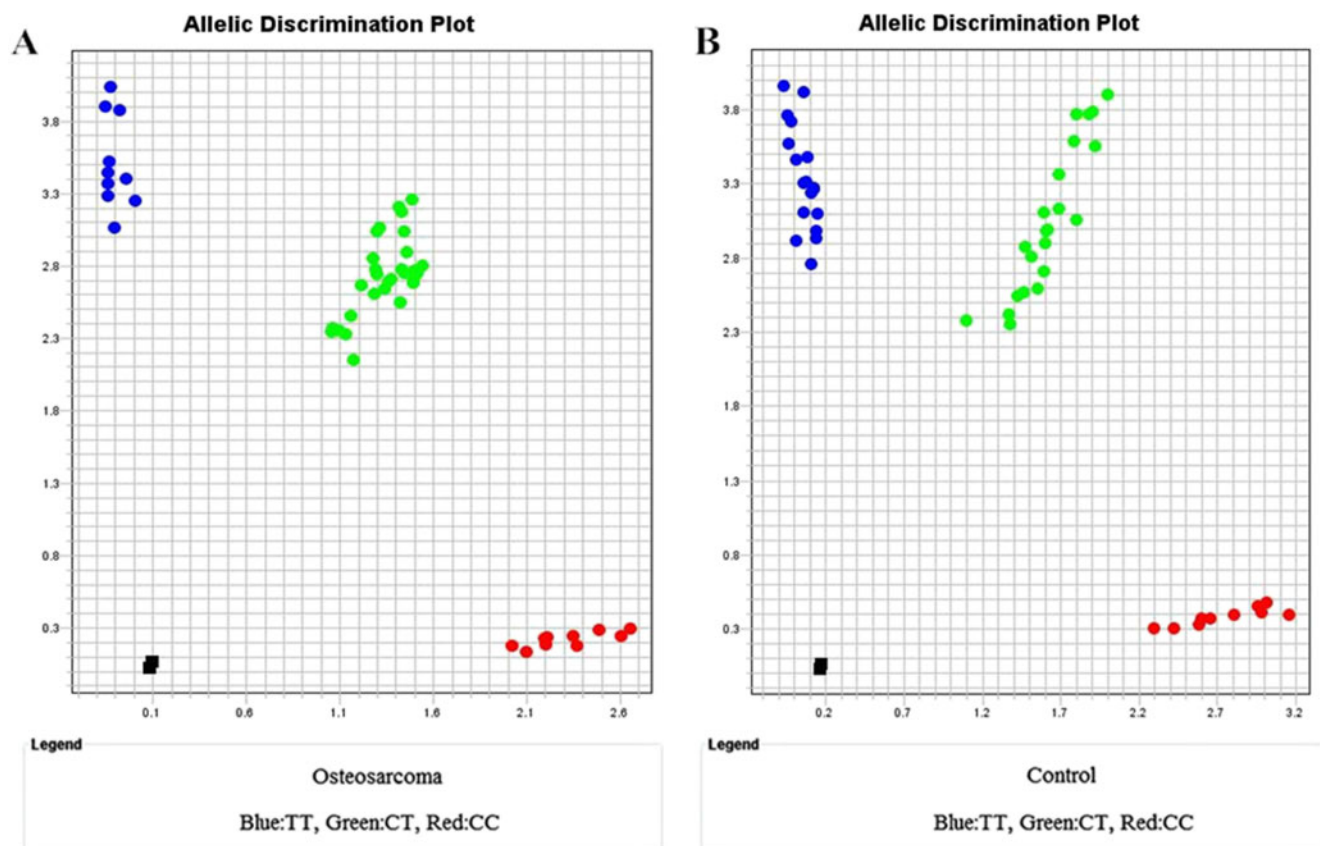 A
Allelic Discrimination Plot
3.8
3.3
2.8
2.3
1.8
1.3
0.8
0.3
0.1 0.6 1.1 1.6 2.1 2.6
Legend
Osteosarcoma
Blue:TT, Green:CT, Red:CC
B
Allelic Discrimination Plot
3.8
3.3
2.8
2.3
1.8
1.3
0.8
0.3
0.2 0.7 1.2 1.7 2.2 2.7 3.2
Legend
Control
Blue:TT, Green:CT, Red:CC